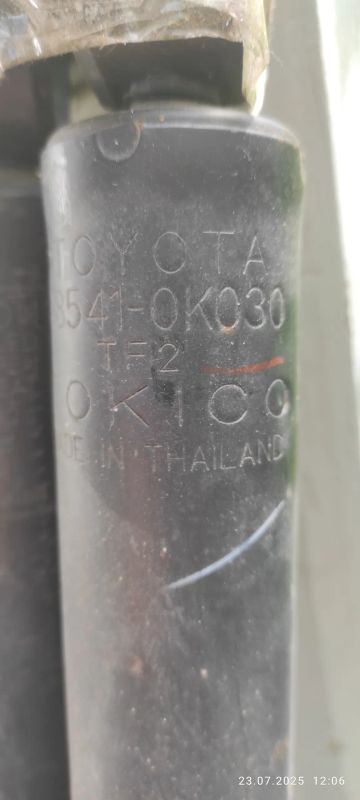 TOYOTA
8541-0K030
TF2
OKICO
DE IN THAILAND
23.07.2025 12:06